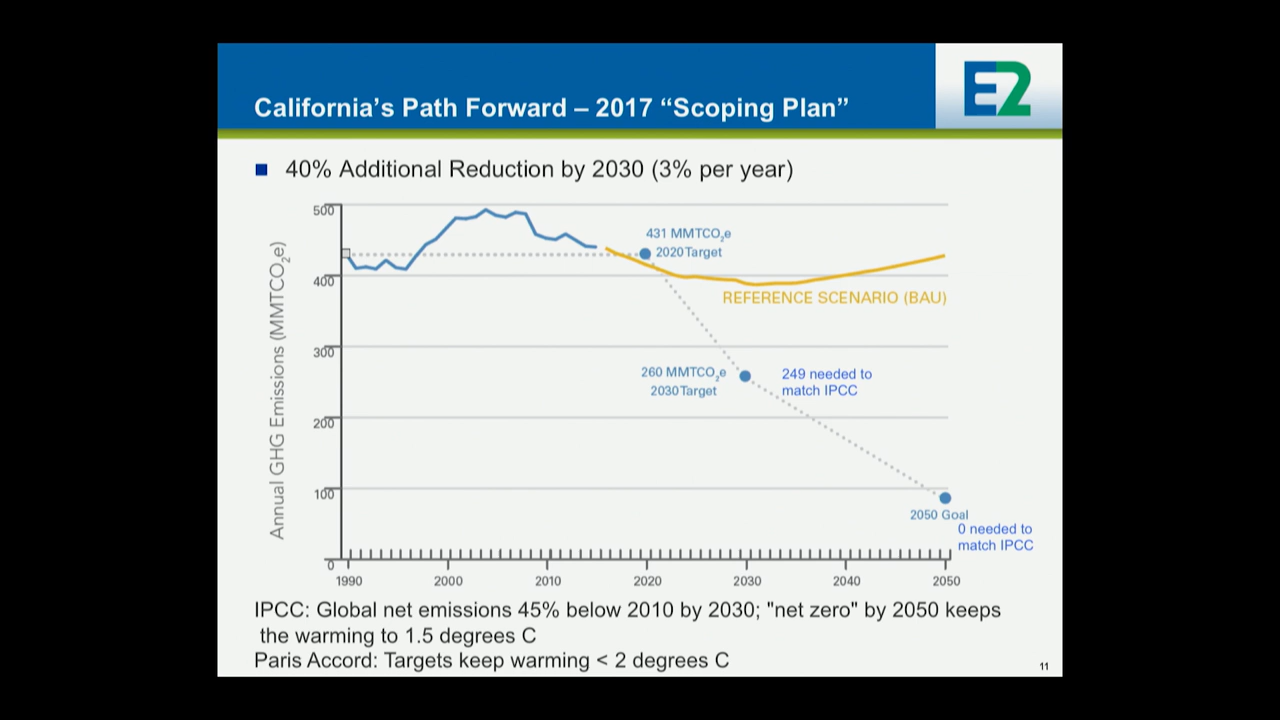 California's Path Forward – 2017 “Scoping Plan”
E2
■ 40% Additional Reduction by 2030 (3% per year)
Annual GHG Emissions (MMTCO₂e)
500
400
300
200
100
0
431 MMTCO₂e
2020 Target
REFERENCE SCENARIO (BAU)
260 MMTCO₂e
2030 Target
249 needed to
match IPCC
2050 Goal
0 needed to
match IPCC
1990 2000 2010 2020 2030 2040 2050
IPCC: Global net emissions 45% below 2010 by 2030; "net zero" by 2050 keeps
the warming to 1.5 degrees C
Paris Accord: Targets keep warming < 2 degrees C
11